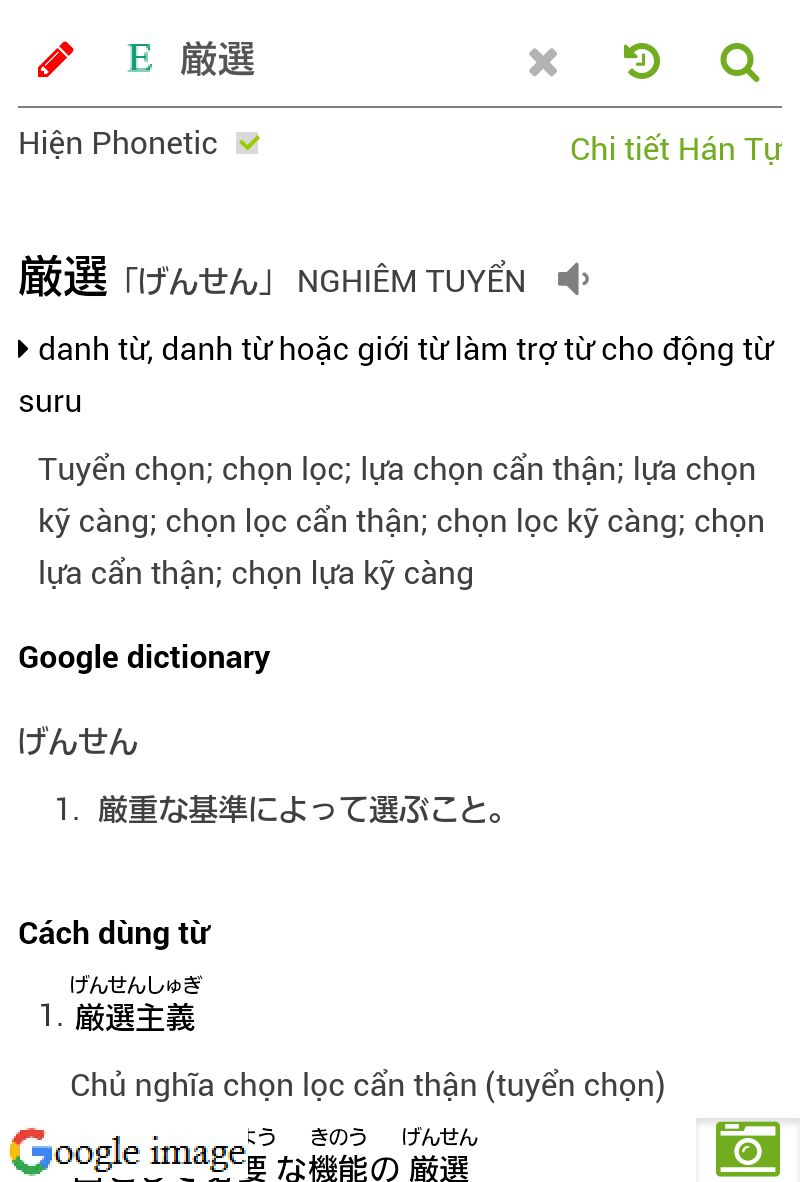 E 厳選
Hiện Phonetic
Chi tiết Hán Tự
厳選「げんせん」 NGHIÊM TUYỂN
danh từ, danh từ hoặc giới từ làm trợ từ cho động từ
suru
Tuyển chọn; chọn lọc; lựa chọn cẩn thận; lựa chọn
kỹ càng; chọn lọc cẩn thận; chọn lọc kỹ càng; chọn
lựa cẩn thận; chọn lựa kỹ càng
Google dictionary
げんせん
1. 厳重な基準によって選ぶこと。
Cách dùng từ
げんせんしゅぎ
1. 厳選主義
Chủ nghĩa chọn lọc cẩn thận (tuyển chọn)
よう きのう げんせん
要 な機能の 厳選
Google image